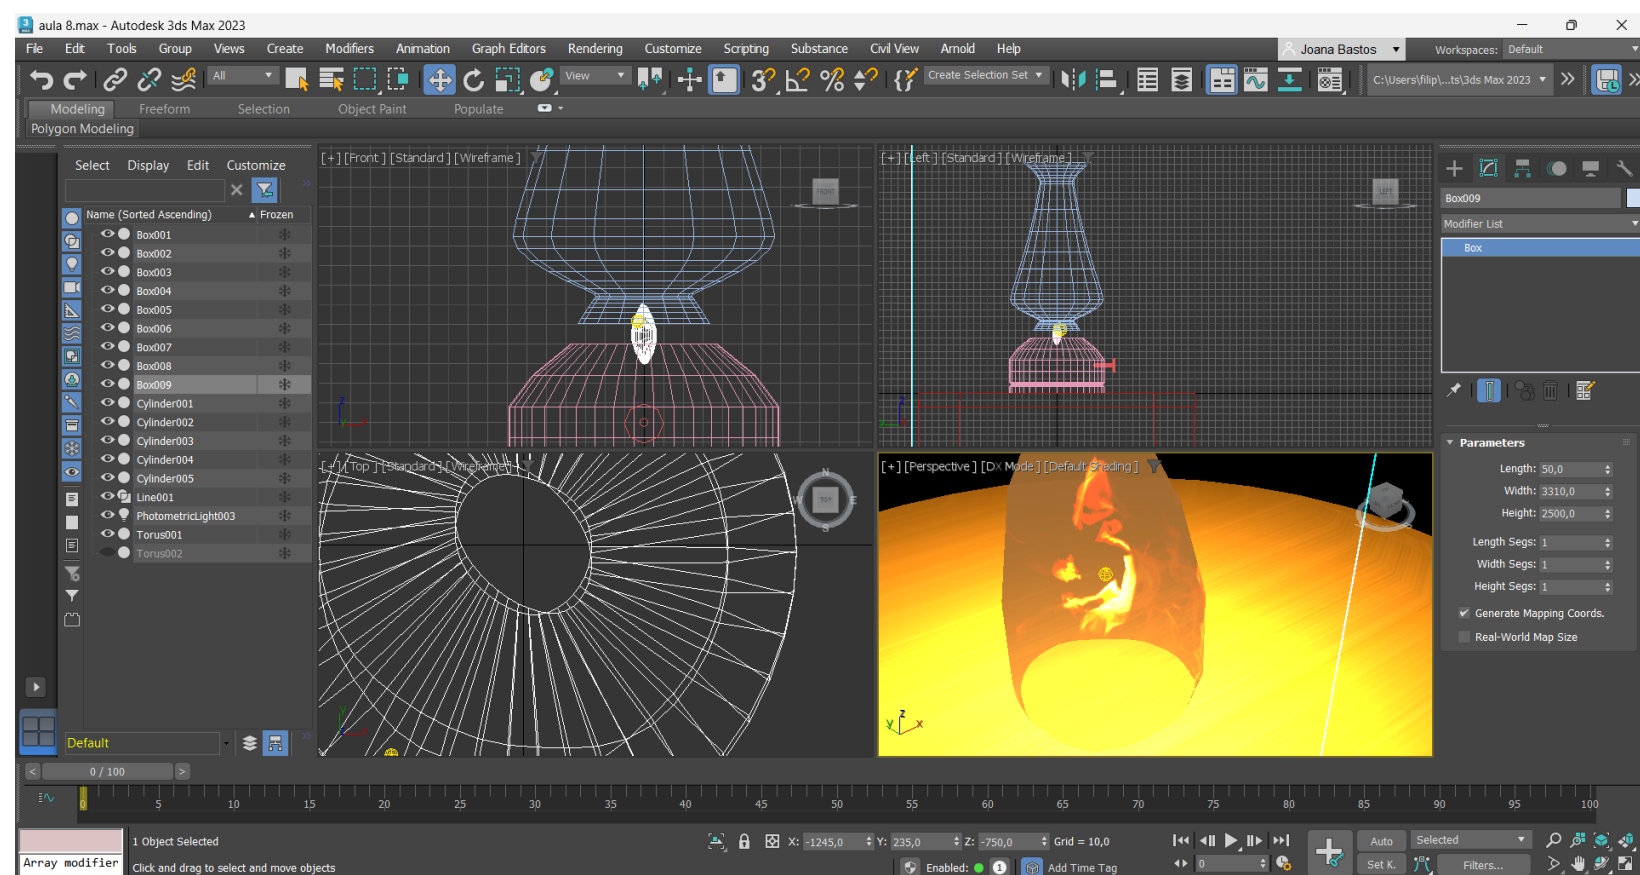 aula 8.max - Autodesk 3ds Max 2023
File Edit Tools Group Views Create Modifiers Animation Graph Editors Rendering Customize Scripting Substance Civil View Arnold Help
Joana Bastos
Workspaces: Default
All
View
Create Selection Set
C:\Users\filip\...ts\3ds Max 2023
Modeling Freeform Selection Object Paint Populate
Polygon Modeling
Select Display Edit Customize
Name (Sorted Ascending) Frozen
Box001
Box002
Box003
Box004
Box005
Box006
Box007
Box008
Box009
Cylinder001
Cylinder002
Cylinder003
Cylinder004
Cylinder005
Line001
PhotometricLight003
Torus001
Torus002
Default
[+] [Front ] [Standard ] [Wireframe ]
FRONT
[+] [Left ] [Standard ] [Wireframe ]
LEFT
[+] [Top ] [Standard ] [Wireframe ]
N
W TOP E
S
[+] [Perspective ] [DX Mode ] [Default Shading ]
z
y x
Box009
Modifier List
Box
Parameters
Length: 50,0
Width: 3310,0
Height: 2500,0
Length Segs: 1
Width Segs: 1
Height Segs: 1
Generate Mapping Coords.
Real-World Map Size
< 0 / 100 >
0 5 10 15 20 25 30 35 40 45 50 55 60 65 70 75 80 85 90 95 100
1 Object Selected
X: -1245,0 Y: 235,0 Z: -750,0 Grid = 10,0
Auto Selected
Array modifier
Click and drag to select and move objects
Enabled: 1 Add Time Tag
0
Set K. Filters...